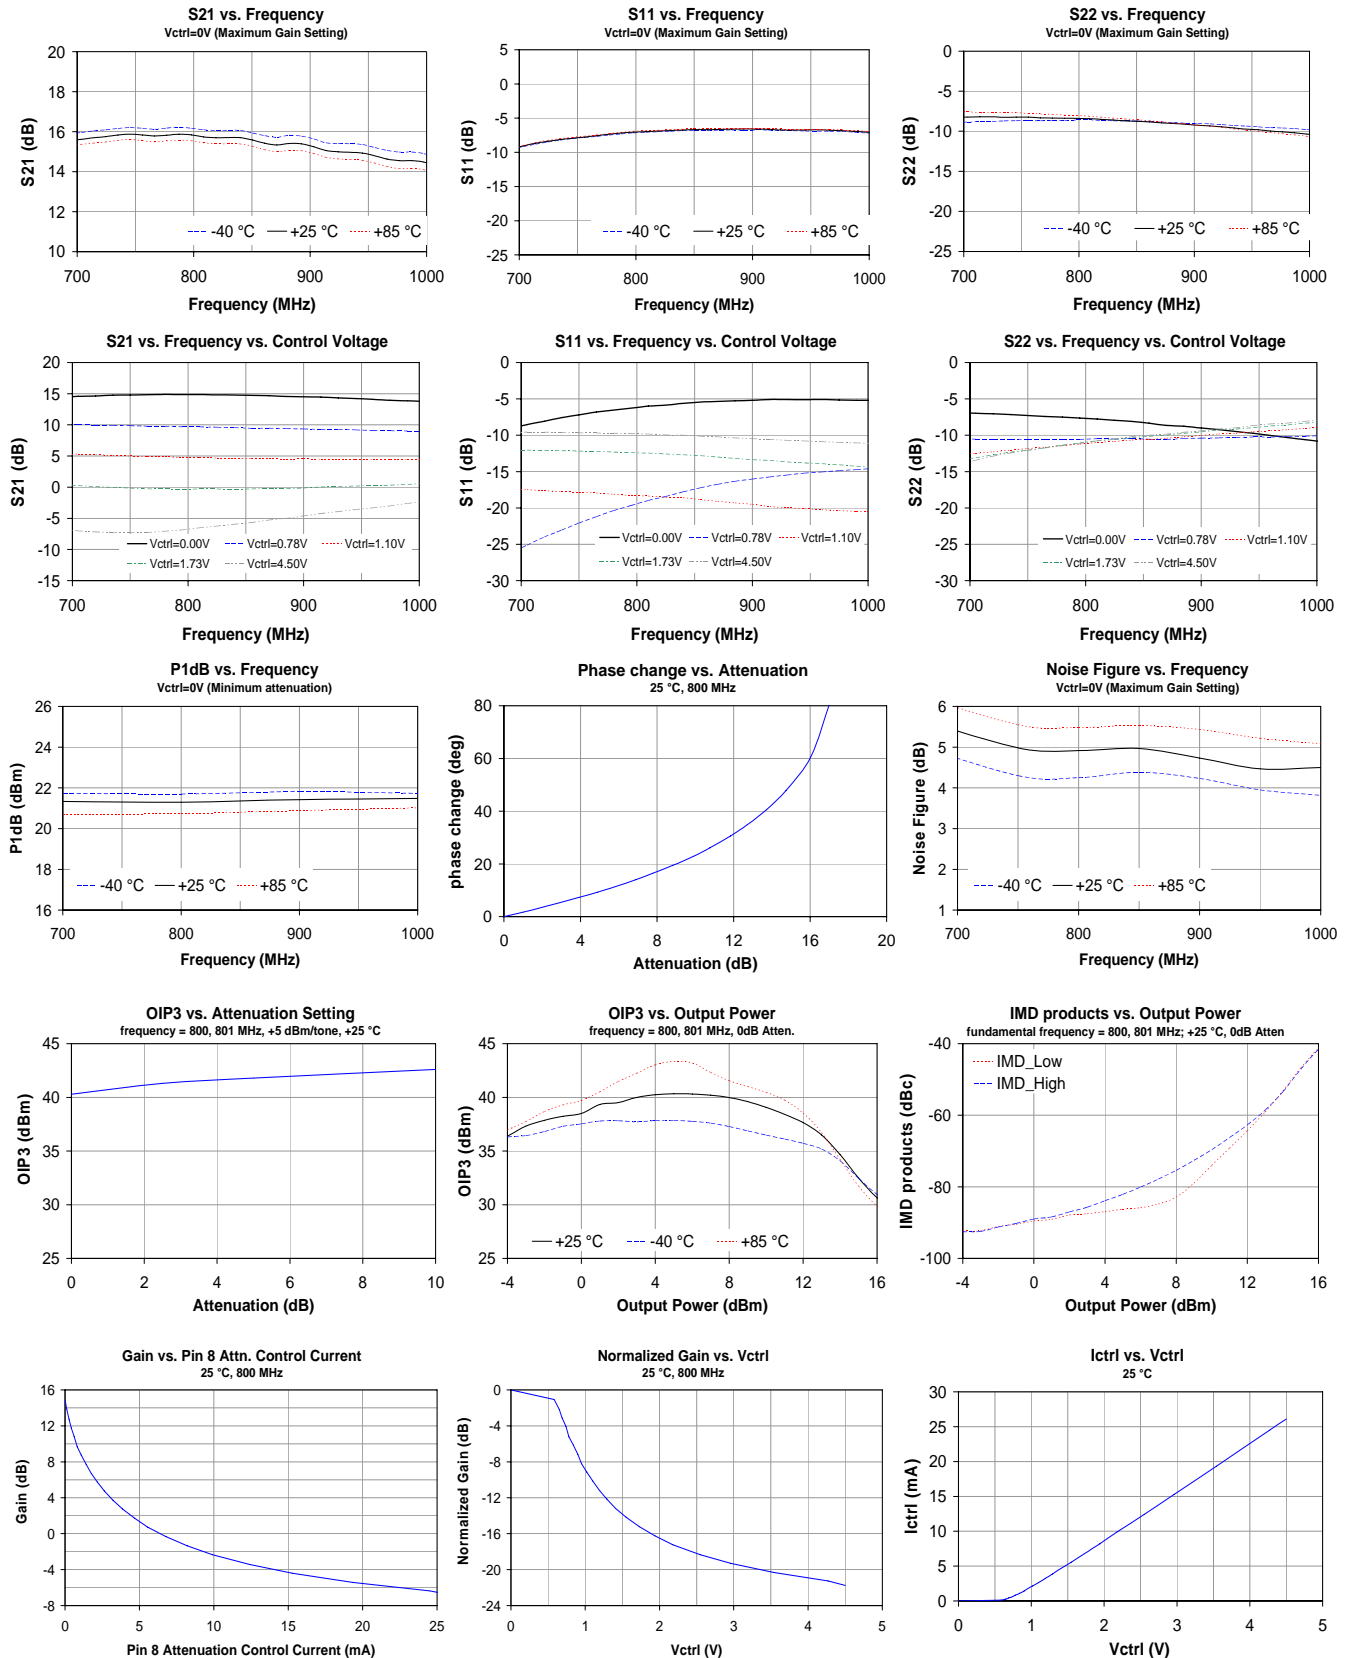 S21 vs. Frequency
Vctrl=0V (Maximum Gain Setting)
20
18
16
14
12
10
S21 (dB)
-40 °C +25 °C +85 °C
700 800 900 1000
Frequency (MHz)
S11 vs. Frequency
Vctrl=0V (Maximum Gain Setting)
5
0
-5
-10
-15
-20
-25
S11 (dB)
-40 °C +25 °C +85 °C
700 800 900 1000
Frequency (MHz)
S22 vs. Frequency
Vctrl=0V (Maximum Gain Setting)
0
-5
-10
-15
-20
-25
S22 (dB)
-40 °C +25 °C +85 °C
700 800 900 1000
Frequency (MHz)
S21 vs. Frequency vs. Control Voltage
20
15
10
5
0
-5
-10
-15
S21 (dB)
Vctrl=0.00V Vctrl=0.78V Vctrl=1.10V
Vctrl=1.73V Vctrl=4.50V
700 800 900 1000
Frequency (MHz)
S11 vs. Frequency vs. Control Voltage
0
-5
-10
-15
-20
-25
-30
S11 (dB)
Vctrl=0.00V Vctrl=0.78V Vctrl=1.10V
Vctrl=1.73V Vctrl=4.50V
700 800 900 1000
Frequency (MHz)
S22 vs. Frequency vs. Control Voltage
0
-5
-10
-15
-20
-25
-30
S22 (dB)
Vctrl=0.00V Vctrl=0.78V Vctrl=1.10V
Vctrl=1.73V Vctrl=4.50V
700 800 900 1000
Frequency (MHz)
P1dB vs. Frequency
Vctrl=0V (Minimum attenuation)
26
24
22
20
18
16
P1dB (dBm)
-40 °C +25 °C +85 °C
700 800 900 1000
Frequency (MHz)
Phase change vs. Attenuation
25 °C, 800 MHz
80
60
40
20
0
phase change (deg)
0 4 8 12 16 20
Attenuation (dB)
Noise Figure vs. Frequency
Vctrl=0V (Maximum Gain Setting)
6
5
4
3
2
1
Noise Figure (dB)
-40 °C +25 °C +85 °C
700 800 900 1000
Frequency (MHz)
OIP3 vs. Attenuation Setting
frequency = 800, 801 MHz, +5 dBm/tone, +25 °C
45
40
35
30
25
OIP3 (dBm)
0 2 4 6 8 10
Attenuation (dB)
OIP3 vs. Output Power
frequency = 800, 801 MHz, 0dB Atten.
45
40
35
30
25
OIP3 (dBm)
+25 °C -40 °C +85 °C
-4 0 4 8 12 16
Output Power (dBm)
IMD products vs. Output Power
fundamental frequency = 800, 801 MHz; +25 °C, 0dB Atten
-40
-60
-80
-100
IMD products (dBc)
IMD_Low
IMD_High
-4 0 4 8 12 16
Output Power (dBm)
Gain vs. Pin 8 Attn. Control Current
25 °C, 800 MHz
16
12
8
4
0
-4
-8
Gain (dB)
0 5 10 15 20 25
Pin 8 Attenuation Control Current (mA)
Normalized Gain vs. Vctrl
25 °C, 800 MHz
0
-4
-8
-12
-16
-20
-24
Normalized Gain (dB)
0 1 2 3 4 5
Vctrl (V)
Ictrl vs. Vctrl
25 °C
30
25
20
15
10
5
0
Ictrl (mA)
0 1 2 3 4 5
Vctrl (V)